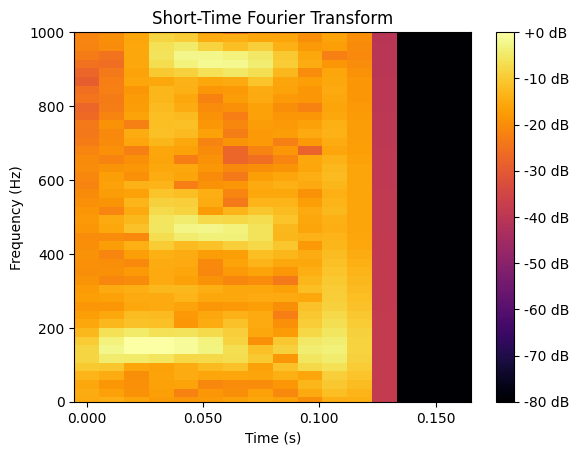 Short-Time Fourier Transform
Frequency (Hz)
1000
800
600
400
200
0
0.000
0.050
0.100
0.150
Time (s)
+0 dB
-10 dB
-20 dB
-30 dB
-40 dB
-50 dB
-60 dB
-70 dB
-80 dB